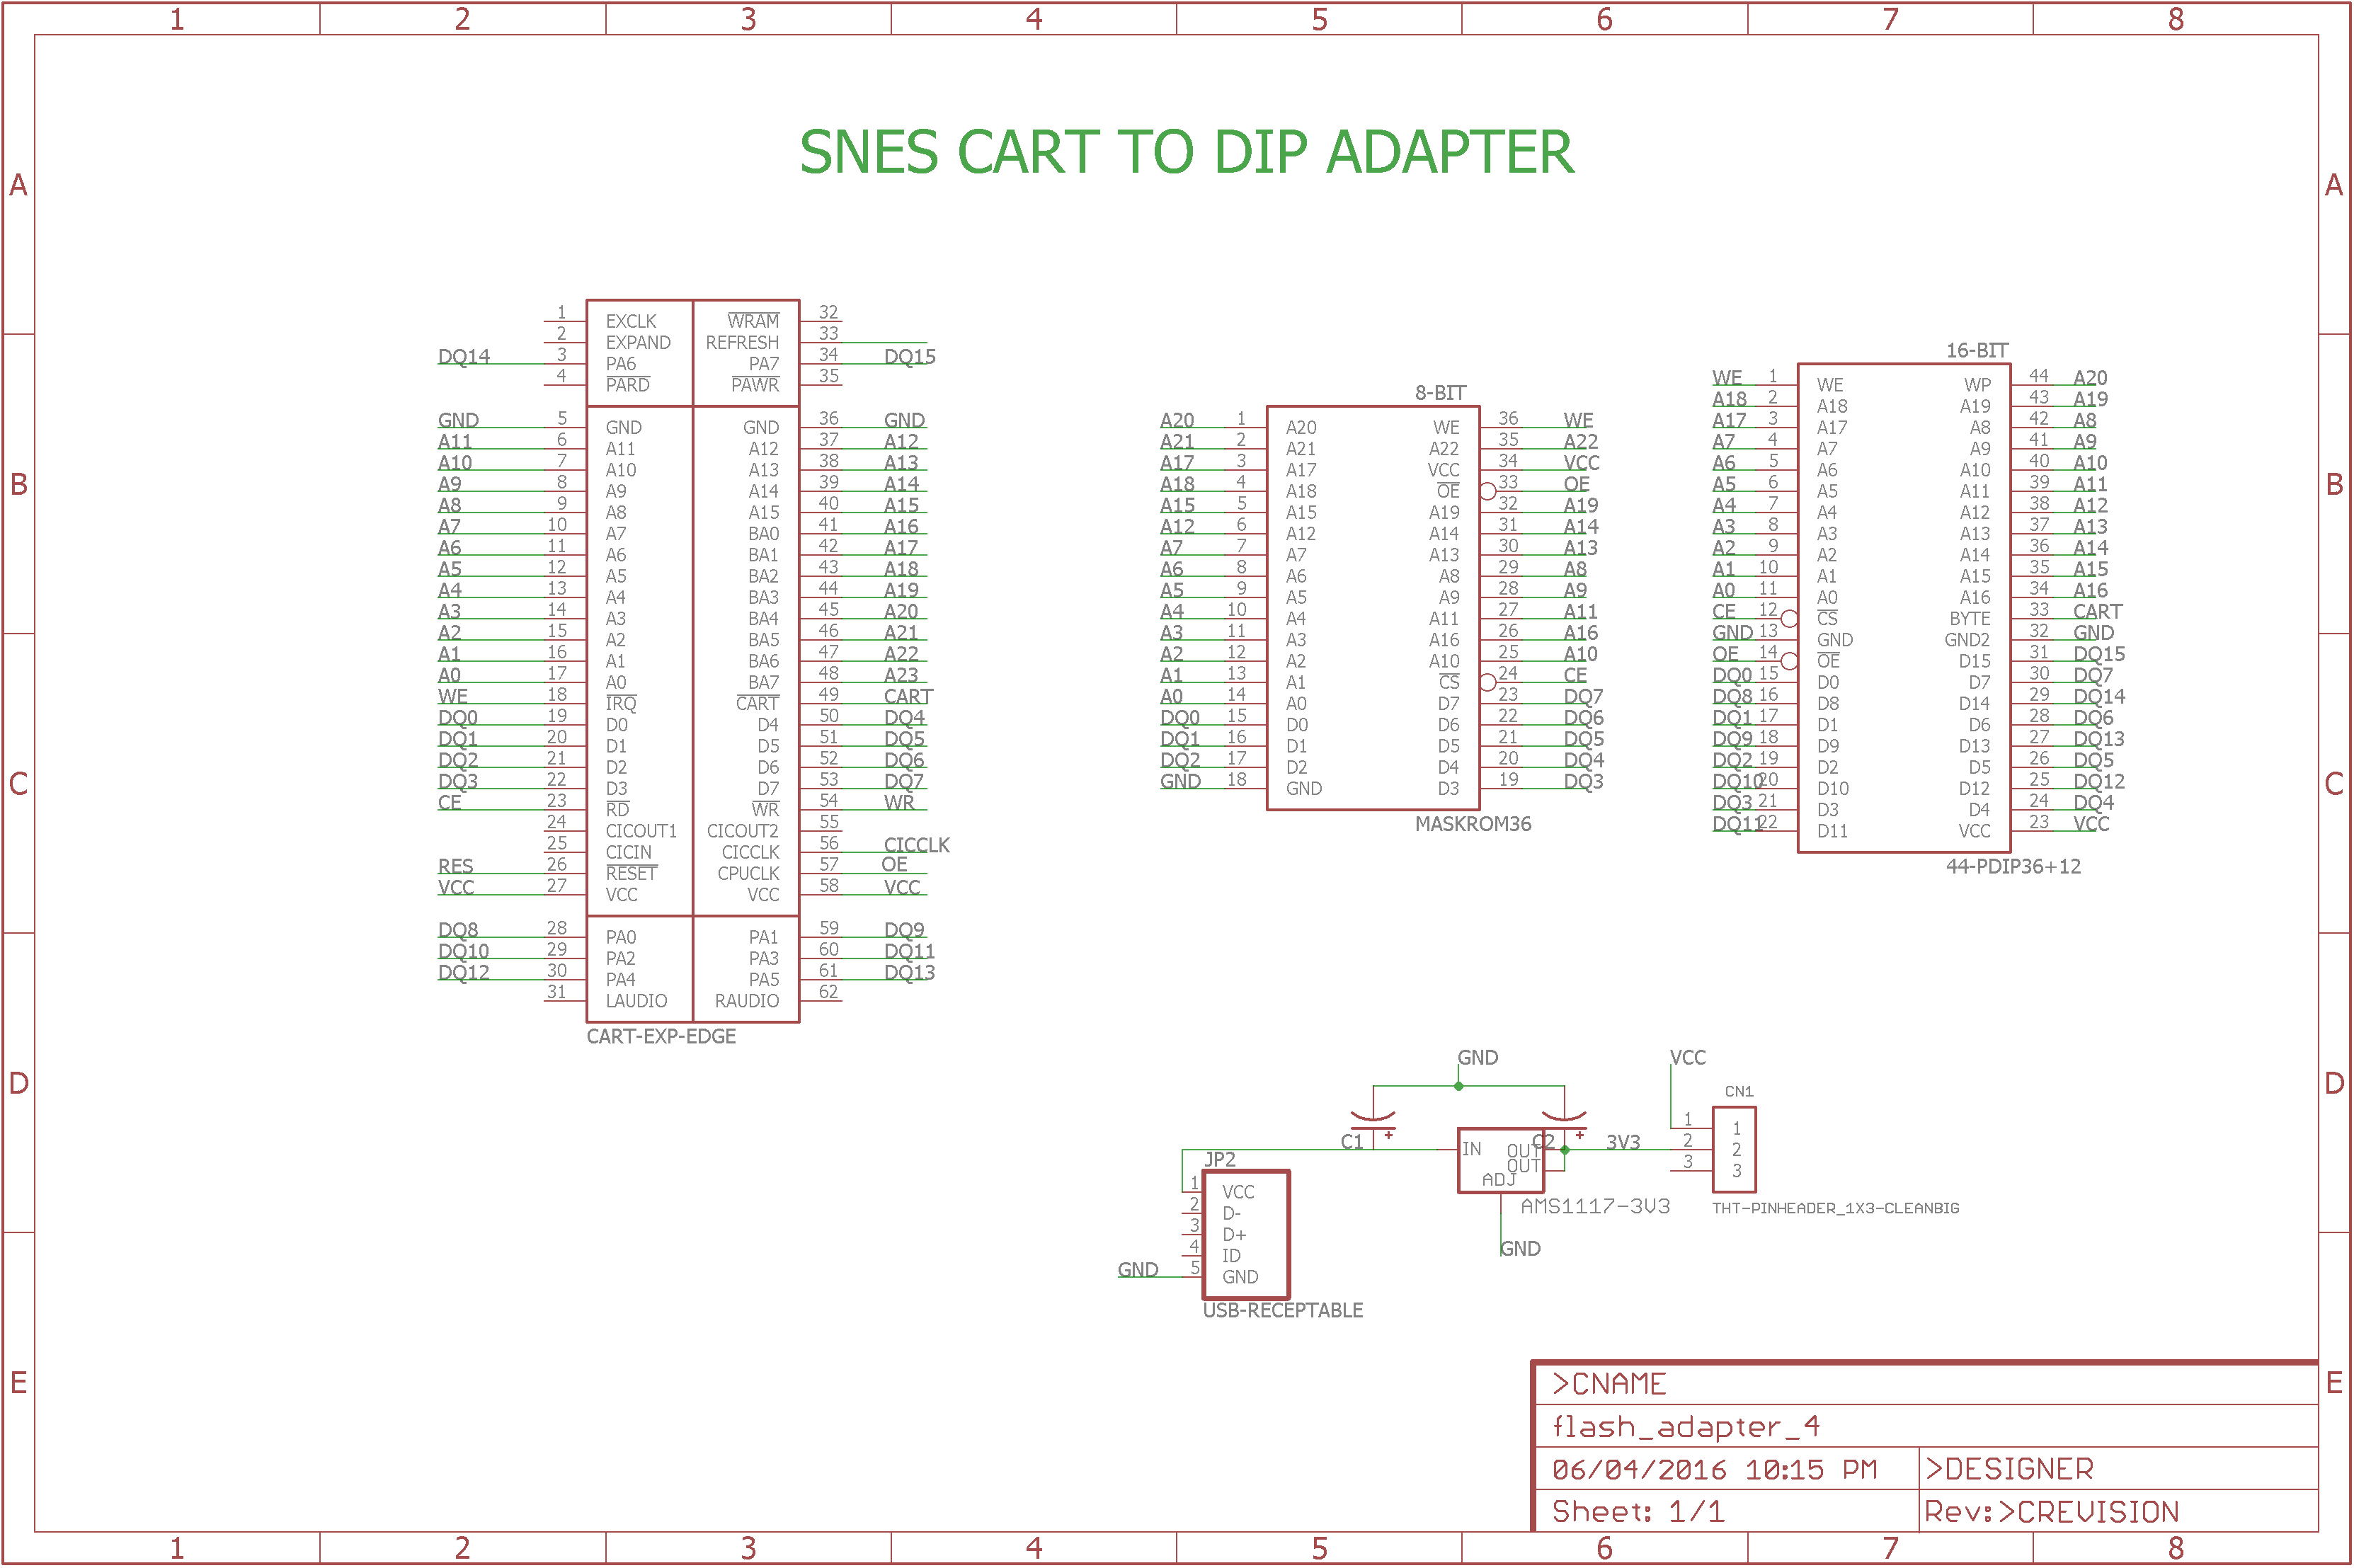 1 2 3 4 5 6 7 8
A A
B B
C C
D D
E E
SNES CART TO DIP ADAPTER
1 EXCLK WRAM 32
2 EXPAND REFRESH 33
DQ14 3 PA6 PA7 34 DQ15
4 PARD PAWR 35
GND 5 GND GND 36 GND
A11 6 A11 A12 37 A12
A10 7 A10 A13 38 A13
A9 8 A9 A14 39 A14
A8 9 A8 A15 40 A15
A7 10 A7 BA0 41 A16
A6 11 A6 BA1 42 A17
A5 12 A5 BA2 43 A18
A4 13 A4 BA3 44 A19
A3 14 A3 BA4 45 A20
A2 15 A2 BA5 46 A21
A1 16 A1 BA6 47 A22
A0 17 A0 BA7 48 A23
WE 18 IRQ CART 49 CART
DQ0 19 D0 D4 50 DQ4
DQ1 20 D1 D5 51 DQ5
DQ2 21 D2 D6 52 DQ6
DQ3 22 D3 D7 53 DQ7
CE 23 RD WR 54 WR
24 CICOUT1 CICOUT2 55
25 CICIN CICCLK 56 CICCLK
RES 26 RESET CPUCLK 57 OE
VCC 27 VCC VCC 58 VCC
DQ8 28 PA0 PA1 59 DQ9
DQ10 29 PA2 PA3 60 DQ11
DQ12 30 PA4 PA5 61 DQ13
31 LAUDIO RAUDIO 62
CART-EXP-EDGE
8-BIT
A20 1 A20 WE 36 WE
A21 2 A21 A22 35 A22
A17 3 A17 VCC 34 VCC
A18 4 A18 OE 33 OE
A15 5 A15 A19 32 A19
A12 6 A12 A14 31 A14
A7 7 A7 A13 30 A13
A6 8 A6 A8 29 A8
A5 9 A5 A9 28 A9
A4 10 A4 A11 27 A11
A3 11 A3 A16 26 A16
A2 12 A2 A10 25 A10
A1 13 A1 CS 24 CE
A0 14 A0 D7 23 DQ7
DQ0 15 D0 D6 22 DQ6
DQ1 16 D1 D5 21 DQ5
DQ2 17 D2 D4 20 DQ4
GND 18 GND D3 19 DQ3
MASKROM36
16-BIT
WE 1 WE WP 44 A20
A18 2 A18 A19 43 A19
A17 3 A17 A8 42 A8
A7 4 A7 A9 41 A9
A6 5 A6 A10 40 A10
A5 6 A5 A11 39 A11
A4 7 A4 A12 38 A12
A3 8 A3 A13 37 A13
A2 9 A2 A14 36 A14
A1 10 A1 A15 35 A15
A0 11 A0 A16 34 A16
CE 12 CS BYTE 33 CART
GND 13 GND GND2 32 GND
OE 14 OE D15 31 DQ15
DQ0 15 D0 D7 30 DQ7
DQ8 16 D8 D14 29 DQ14
DQ1 17 D1 D6 28 DQ6
DQ9 18 D9 D13 27 DQ13
DQ2 19 D2 D5 26 DQ5
DQ10 20 D10 D12 25 DQ12
DQ3 21 D3 D4 24 DQ4
DQ11 22 D11 VCC 23 VCC
44-PDIP36+12
GND
C1 +
C2 +
IN OUT
OUT
ADJ
AMS1117-3V3
GND
3V3
VCC
CN1
1 1
2 2
3 3
THT-PINHEADER_1X3-CLEANBIG
JP2
1 VCC
2 D-
3 D+
4 ID
GND 5 GND
USB-RECEPTABLE
>CNAME
flash_adapter_4
06/04/2016 10:15 PM >DESIGNER
Sheet: 1/1 Rev:>CREVISION
1 2 3 4 5 6 7 8